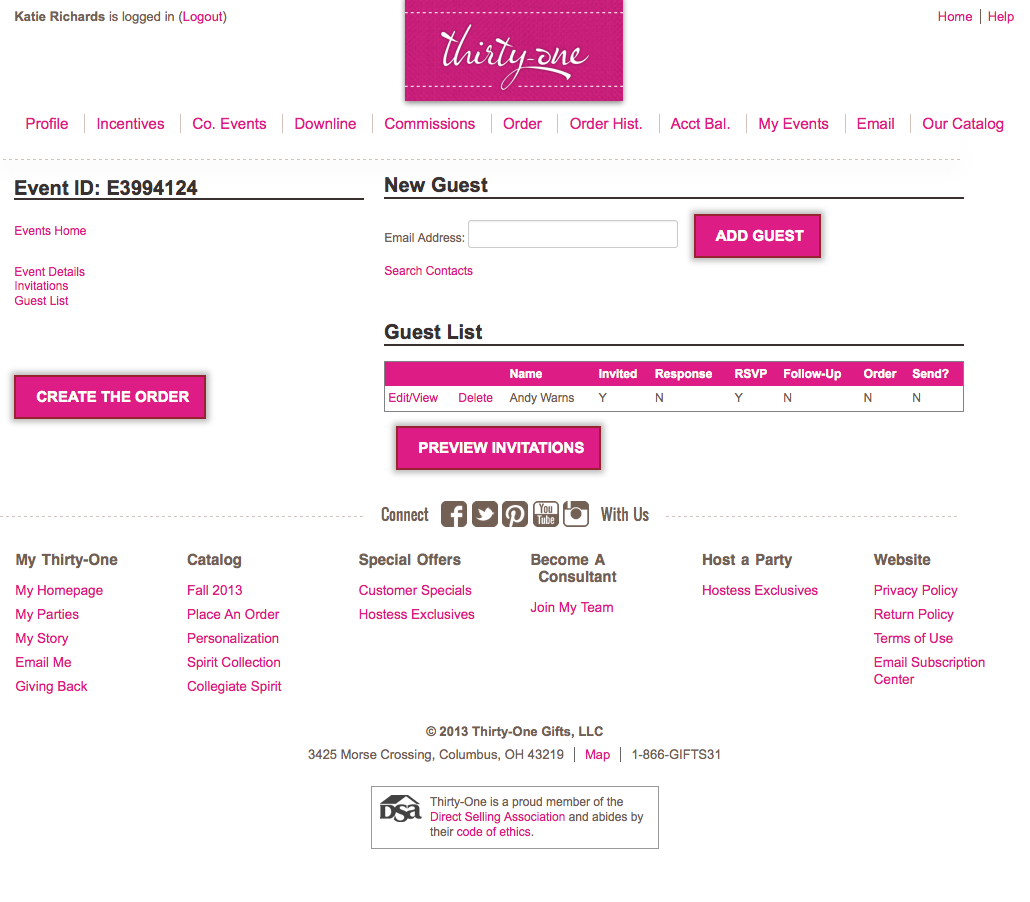 Katie Richards is logged in (Logout)
Home | Help
thirty-one
Profile | Incentives | Co. Events | Downline | Commissions | Order | Order Hist. | Acct Bal. | My Events | Email | Our Catalog
Event ID: E3994124
Events Home
Event Details
Invitations
Guest List
CREATE THE ORDER
New Guest
Email Address:
ADD GUEST
Search Contacts
Guest List
Name Invited Response RSVP Follow-Up Order Send?
Edit/View Delete Andy Warns Y N Y N N N
PREVIEW INVITATIONS
Connect You Tube With Us
My Thirty-One
My Homepage
My Parties
My Story
Email Me
Giving Back
Catalog
Fall 2013
Place An Order
Personalization
Spirit Collection
Collegiate Spirit
Special Offers
Customer Specials
Hostess Exclusives
Become A
Consultant
Join My Team
Host a Party
Hostess Exclusives
Website
Privacy Policy
Return Policy
Terms of Use
Email Subscription
Center
© 2013 Thirty-One Gifts, LLC
3425 Morse Crossing, Columbus, OH 43219 | Map | 1-866-GIFTS31
DSA
Thirty-One is a proud member of the
Direct Selling Association and abides by
their code of ethics.